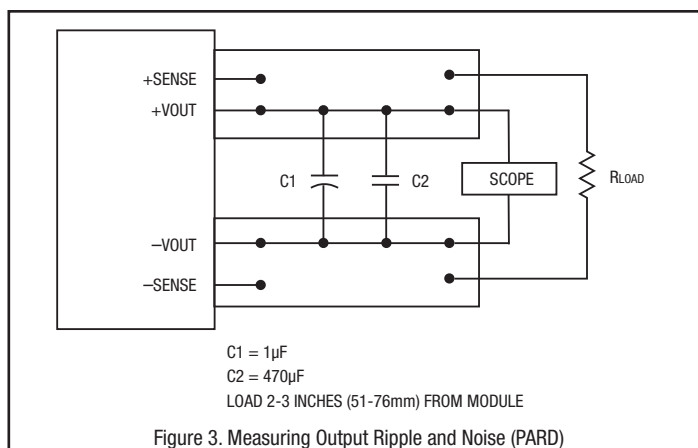 +SENSE
+VOUT
C1
C2
SCOPE
RLOAD
−VOUT
−SENSE
C1 = 1µF
C2 = 470µF
LOAD 2-3 INCHES (51-76mm) FROM MODULE
Figure 3. Measuring Output Ripple and Noise (PARD)